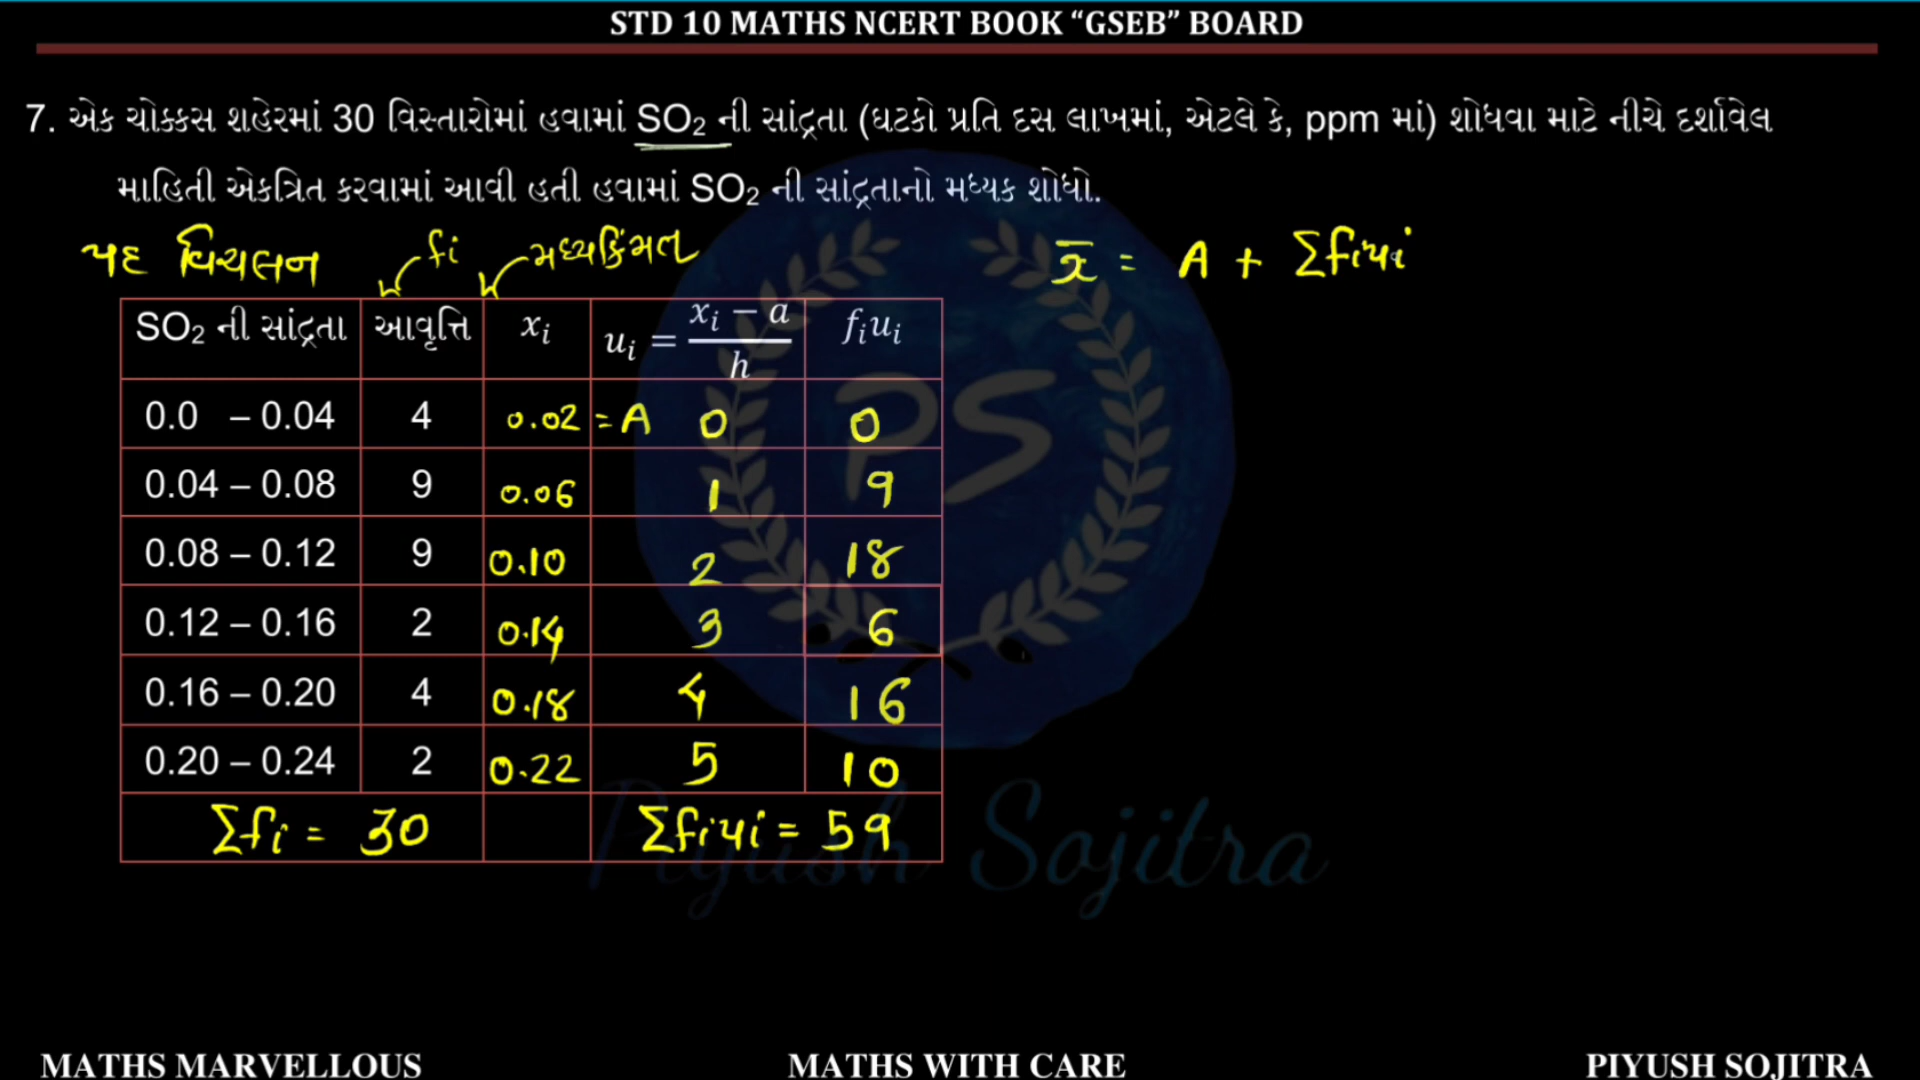 STD 10 MATHS NCERT BOOK “GSEB” BOARD
7. એક ચોક્કસ શહેરમાં 30 વિસ્તારોમાં હવામાં SO₂ ની સાંદ્રતા (ઘટકો પ્રતિ દસ લાખમાં, એટલે કે, ppm માં) શોધવા માટે નીચે દર્શાવેલ
માહિતી એકત્રિત કરવામાં આવી હતી હવામાં SO₂ ની સાંદ્રતાનો મધ્યક શોધો.
પદ વિચલન fi મધ્યકિંમત x̄ = A + Σfiui
SO₂ ની સાંદ્રતા આવૃત્તિ xᵢ uᵢ = (xᵢ − a)/h fᵢuᵢ
0.0 – 0.04 4 0.02 = A 0 0
0.04 – 0.08 9 0.06 1 9
0.08 – 0.12 9 0.10 2 18
0.12 – 0.16 2 0.14 3 6
0.16 – 0.20 4 0.18 4 16
0.20 – 0.24 2 0.22 5 10
Σfi = 30 Σfiui = 59
PS
Piyush Sojitra
MATHS MARVELLOUS MATHS WITH CARE PIYUSH SOJITRA